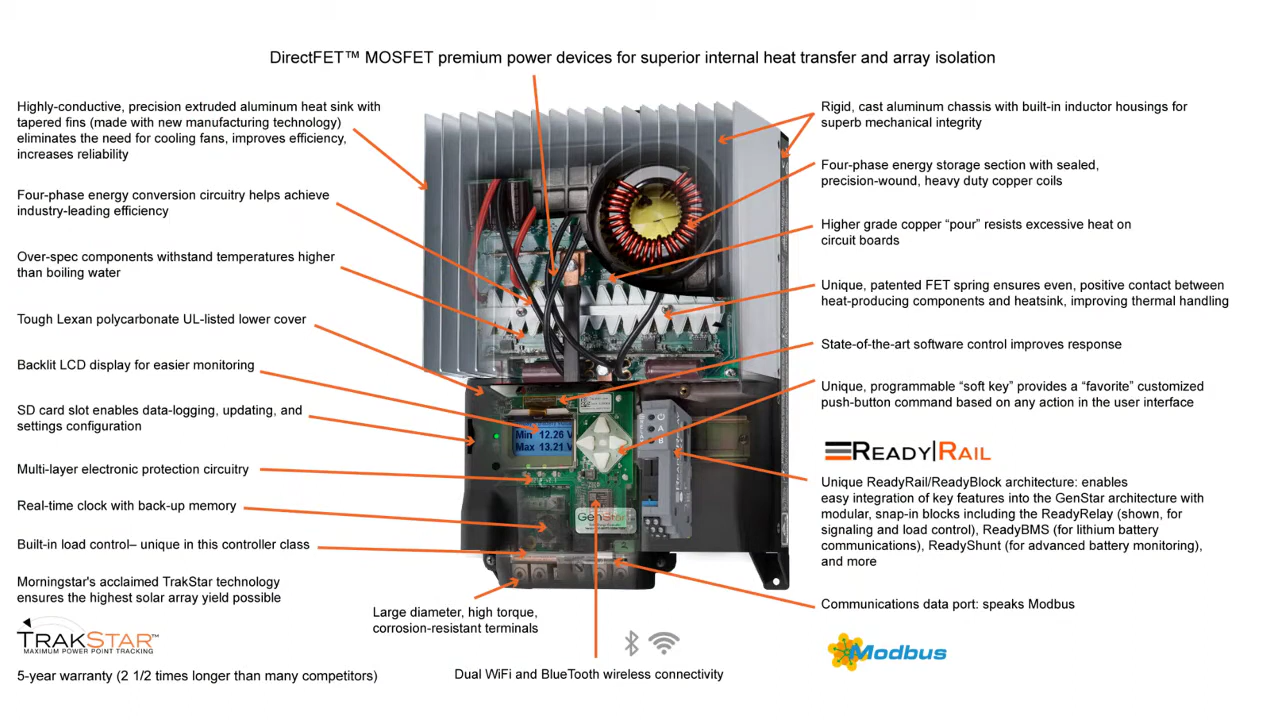 DirectFET™ MOSFET premium power devices for superior internal heat transfer and array isolation
Highly-conductive, precision extruded aluminum heat sink with
tapered fins (made with new manufacturing technology)
eliminates the need for cooling fans, improves efficiency,
increases reliability
Four-phase energy conversion circuitry helps achieve
industry-leading efficiency
Over-spec components withstand temperatures higher
than boiling water
Tough Lexan polycarbonate UL-listed lower cover
Backlit LCD display for easier monitoring
SD card slot enables data-logging, updating, and
settings configuration
Multi-layer electronic protection circuitry
Real-time clock with back-up memory
Built-in load control– unique in this controller class
Morningstar's acclaimed TrakStar technology
ensures the highest solar array yield possible
TRAKSTAR™
MAXIMUM POWER POINT TRACKING
5-year warranty (2 1/2 times longer than many competitors)
Min 12.26 V
Max 13.21 V
A
B
GenStar
Large diameter, high torque,
corrosion-resistant terminals
Dual WiFi and BlueTooth wireless connectivity
Rigid, cast aluminum chassis with built-in inductor housings for
superb mechanical integrity
Four-phase energy storage section with sealed,
precision-wound, heavy duty copper coils
Higher grade copper “pour” resists excessive heat on
circuit boards
Unique, patented FET spring ensures even, positive contact between
heat-producing components and heatsink, improving thermal handling
State-of-the-art software control improves response
Unique, programmable “soft key” provides a “favorite” customized
push-button command based on any action in the user interface
READY|RAIL
Unique ReadyRail/ReadyBlock architecture: enables
easy integration of key features into the GenStar architecture with
modular, snap-in blocks including the ReadyRelay (shown, for
signaling and load control), ReadyBMS (for lithium battery
communications), ReadyShunt (for advanced battery monitoring),
and more
Communications data port: speaks Modbus
Modbus